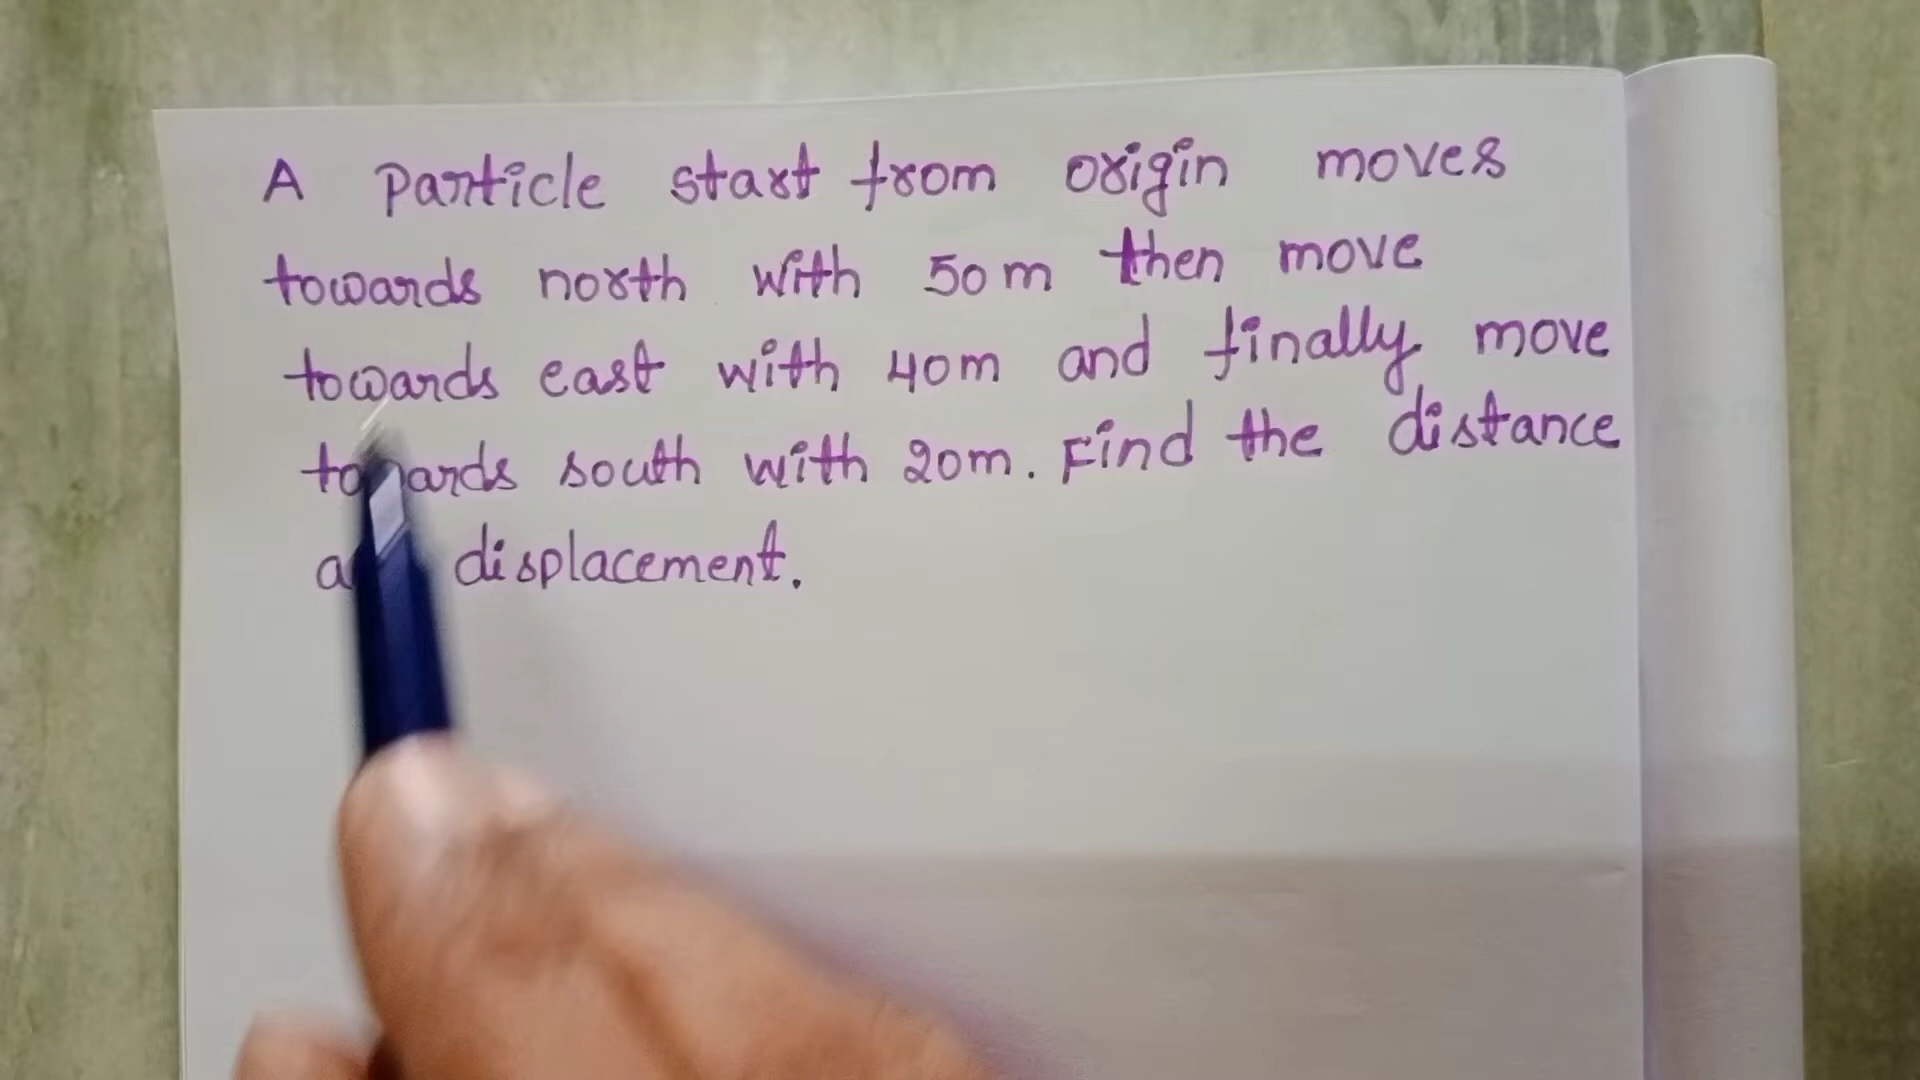 A particle start from origin moves
towards north with 50m then move
towards east with 40m and finally move
towards south with 20m. Find the distance
displacement.